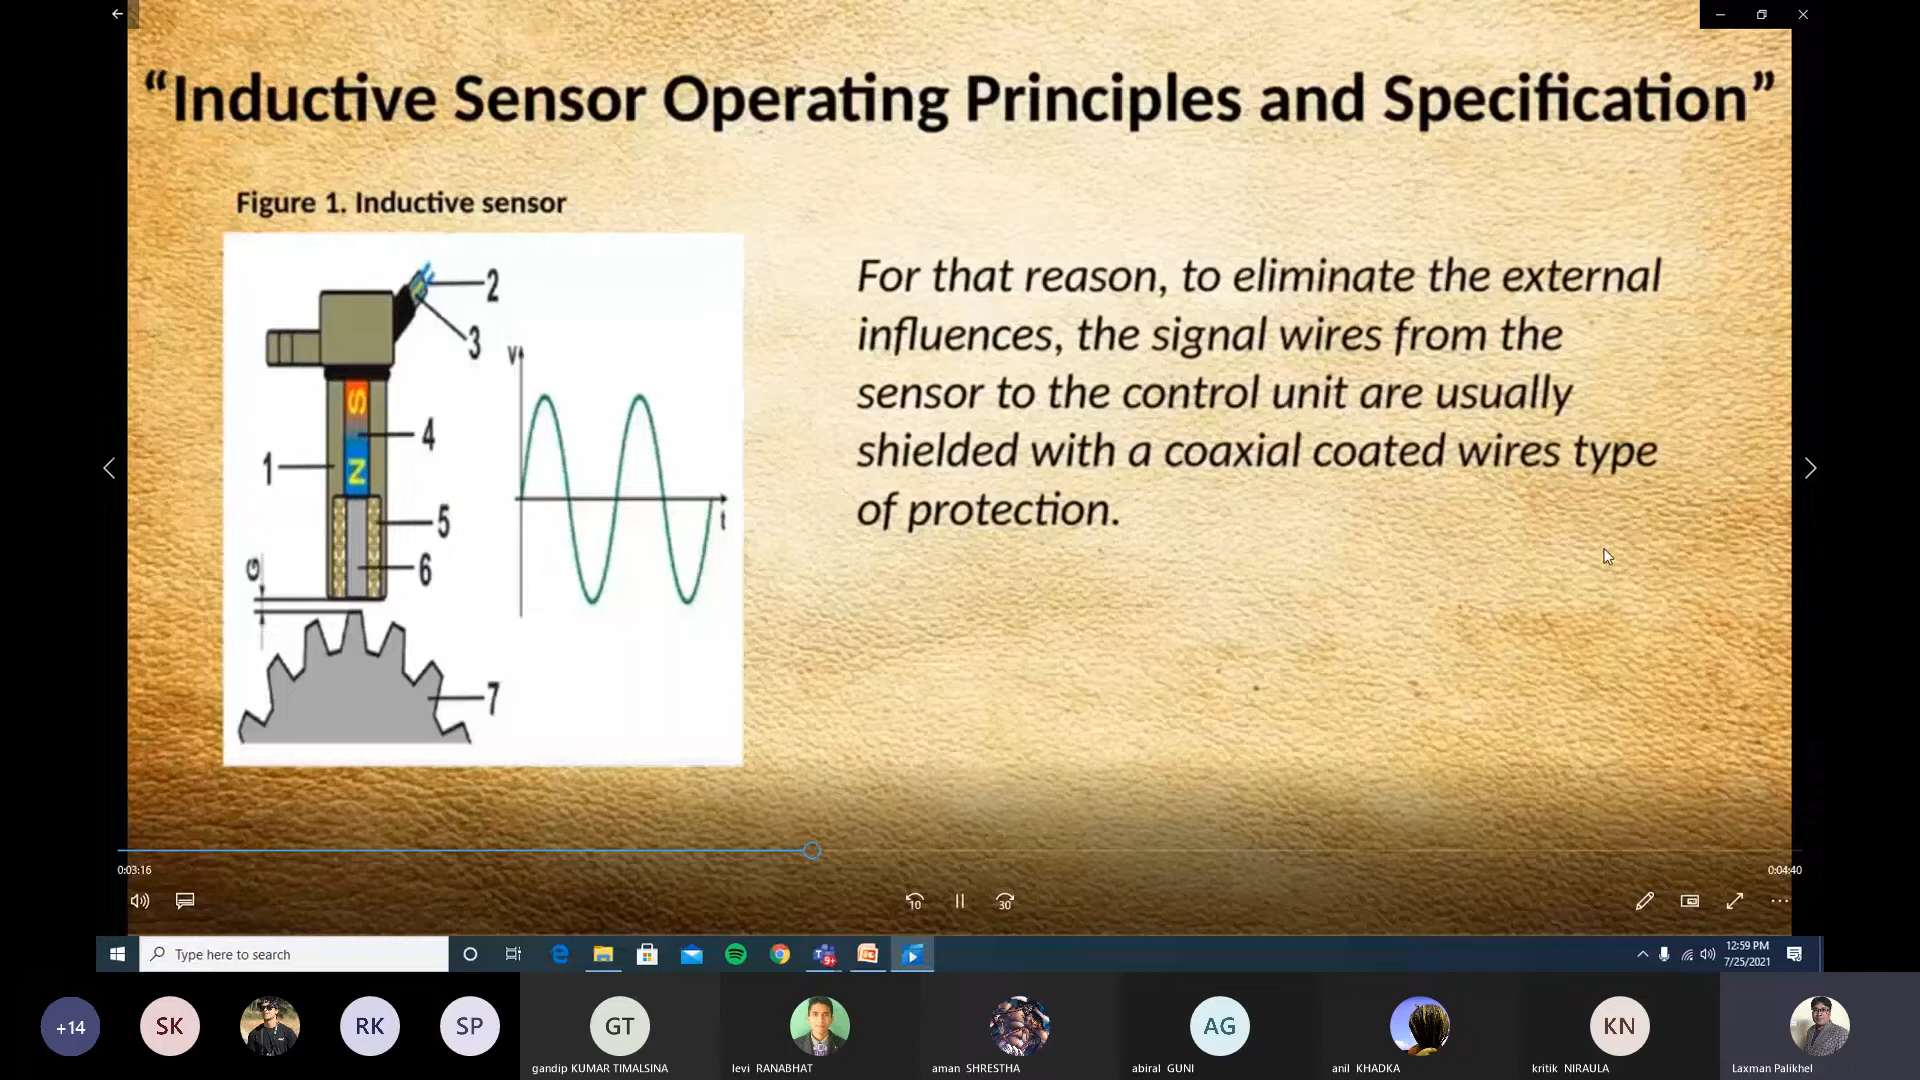 “Inductive Sensor Operating Principles and Specification”
Figure 1. Inductive sensor
2
3
V
S
4
1
N
5
6
G
t
7
For that reason, to eliminate the external
influences, the signal wires from the
sensor to the control unit are usually
shielded with a coaxial coated wires type
of protection.
0:03:16
0:04:40
10
30
Type here to search
9+
12:59 PM
7/25/2021
+14
SK
RK
SP
GT
AG
KN
gandip KUMAR TIMALSINA
levi RANABHAT
aman SHRESTHA
abiral GUNI
anil KHADKA
kritik NIRAULA
Laxman Palikhel